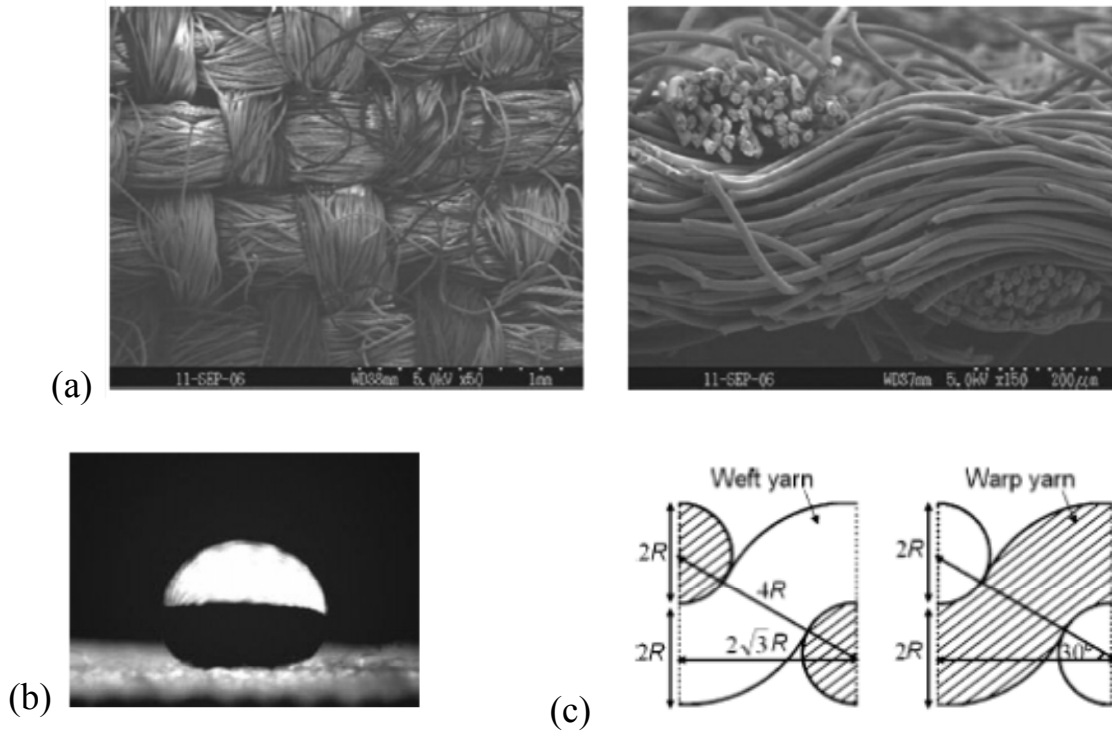 11-SEP-06 WD38mm 5.0kV x50 1mm
11-SEP-06 WD37mm 5.0kV x150 200μm
(a)
Weft yarn
Warp yarn
2R
4R
2R
2√3R
2R
2R
30°
(b)
(c)